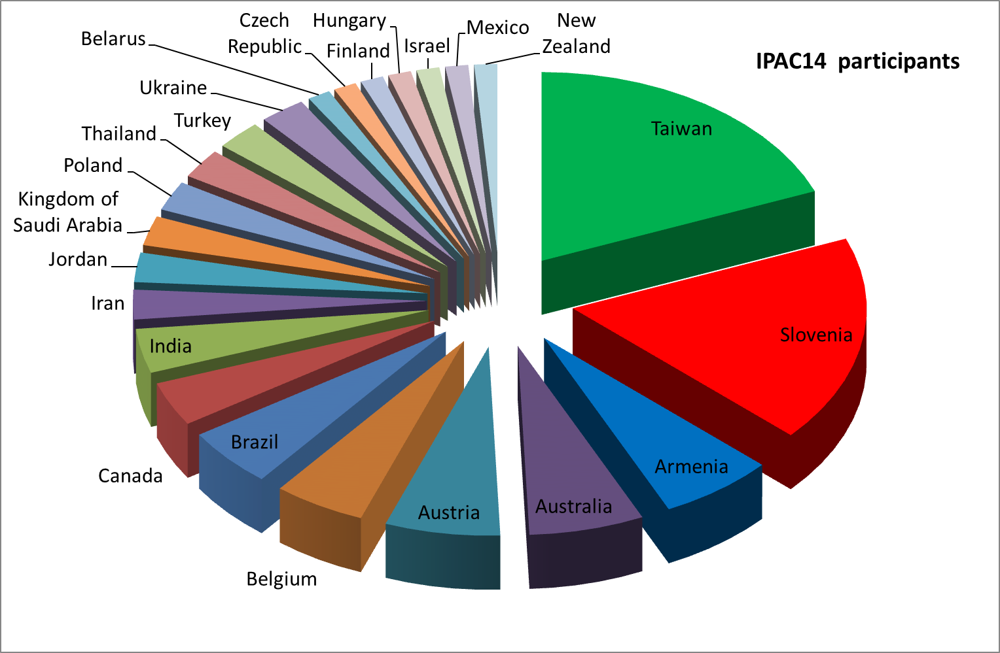 IPAC14 participants
Czech
Republic
Hungary
Finland
Israel
Mexico
New
Zealand
Belarus
Ukraine
Turkey
Thailand
Poland
Kingdom of
Saudi Arabia
Jordan
Iran
India
Canada
Brazil
Belgium
Austria
Australia
Armenia
Slovenia
Taiwan